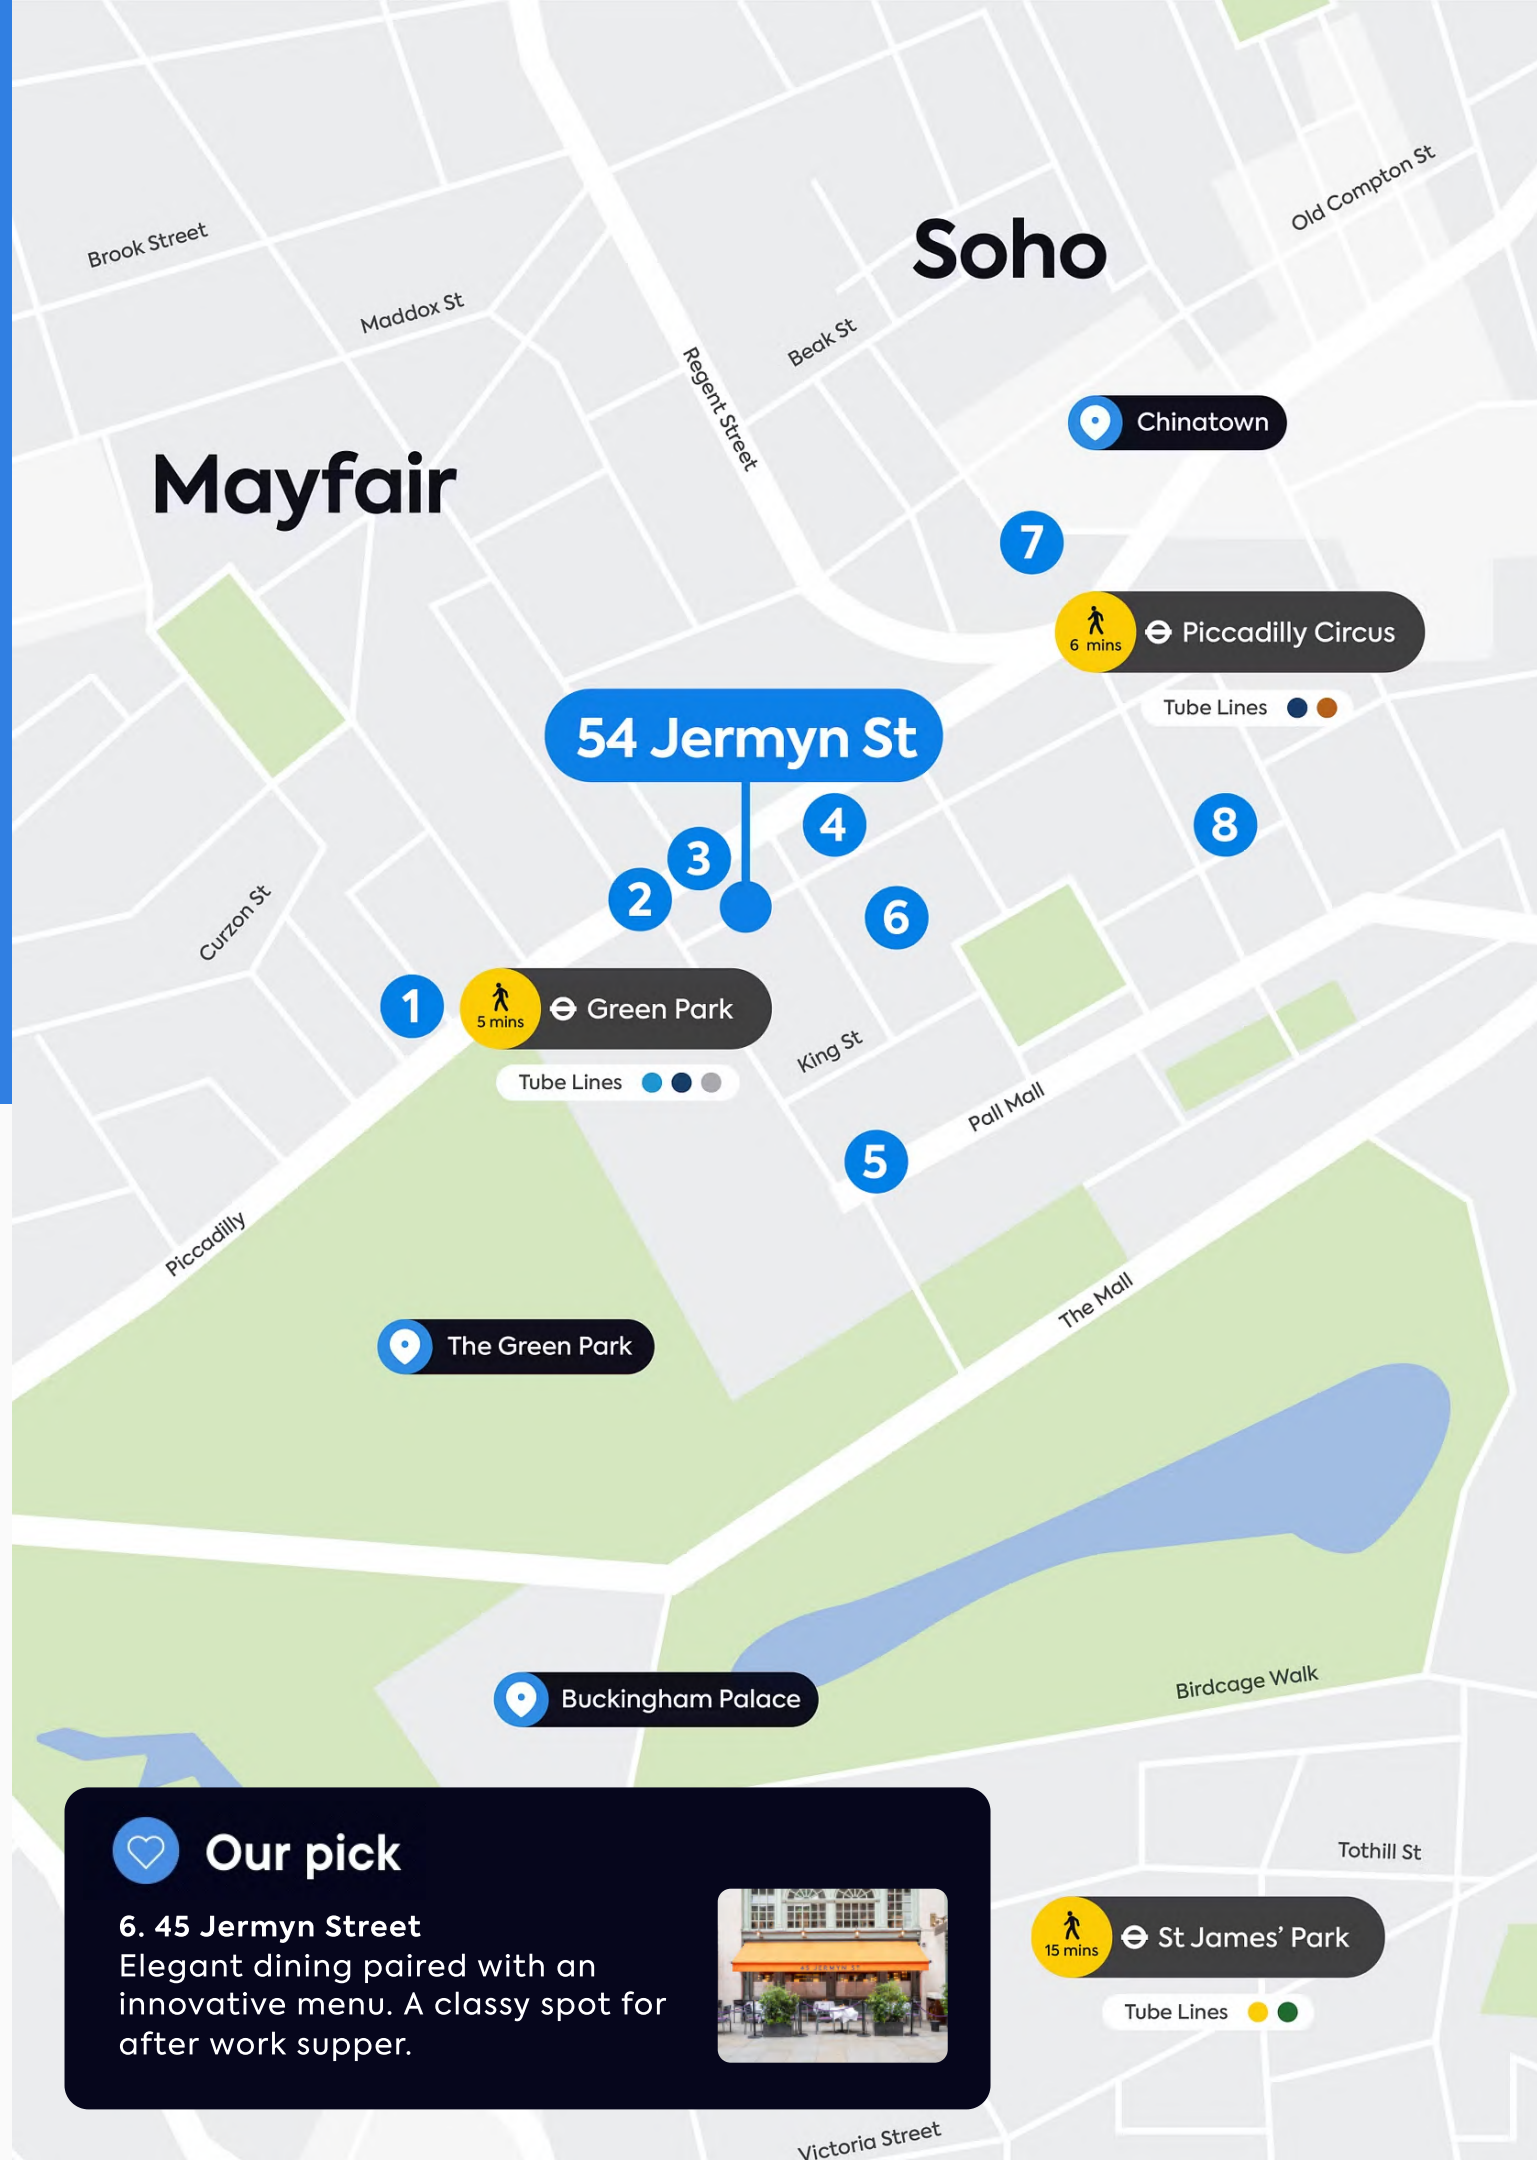 Soho
Old Compton St
Brook Street
Maddox St
Beak St
Regent Street
Chinatown
Mayfair
7
6 mins
Piccadilly Circus
Tube Lines
54 Jermyn St
4
8
3
2
6
Curzon St
1
5 mins
Green Park
Tube Lines
King St
Pall Mall
5
Piccadilly
The Mall
The Green Park
Buckingham Palace
Birdcage Walk
Our pick
6. 45 Jermyn Street
Elegant dining paired with an
innovative menu. A classy spot for
after work supper.
45 JERMYN ST
Tothill St
15 mins
St James’ Park
Tube Lines
Victoria Street